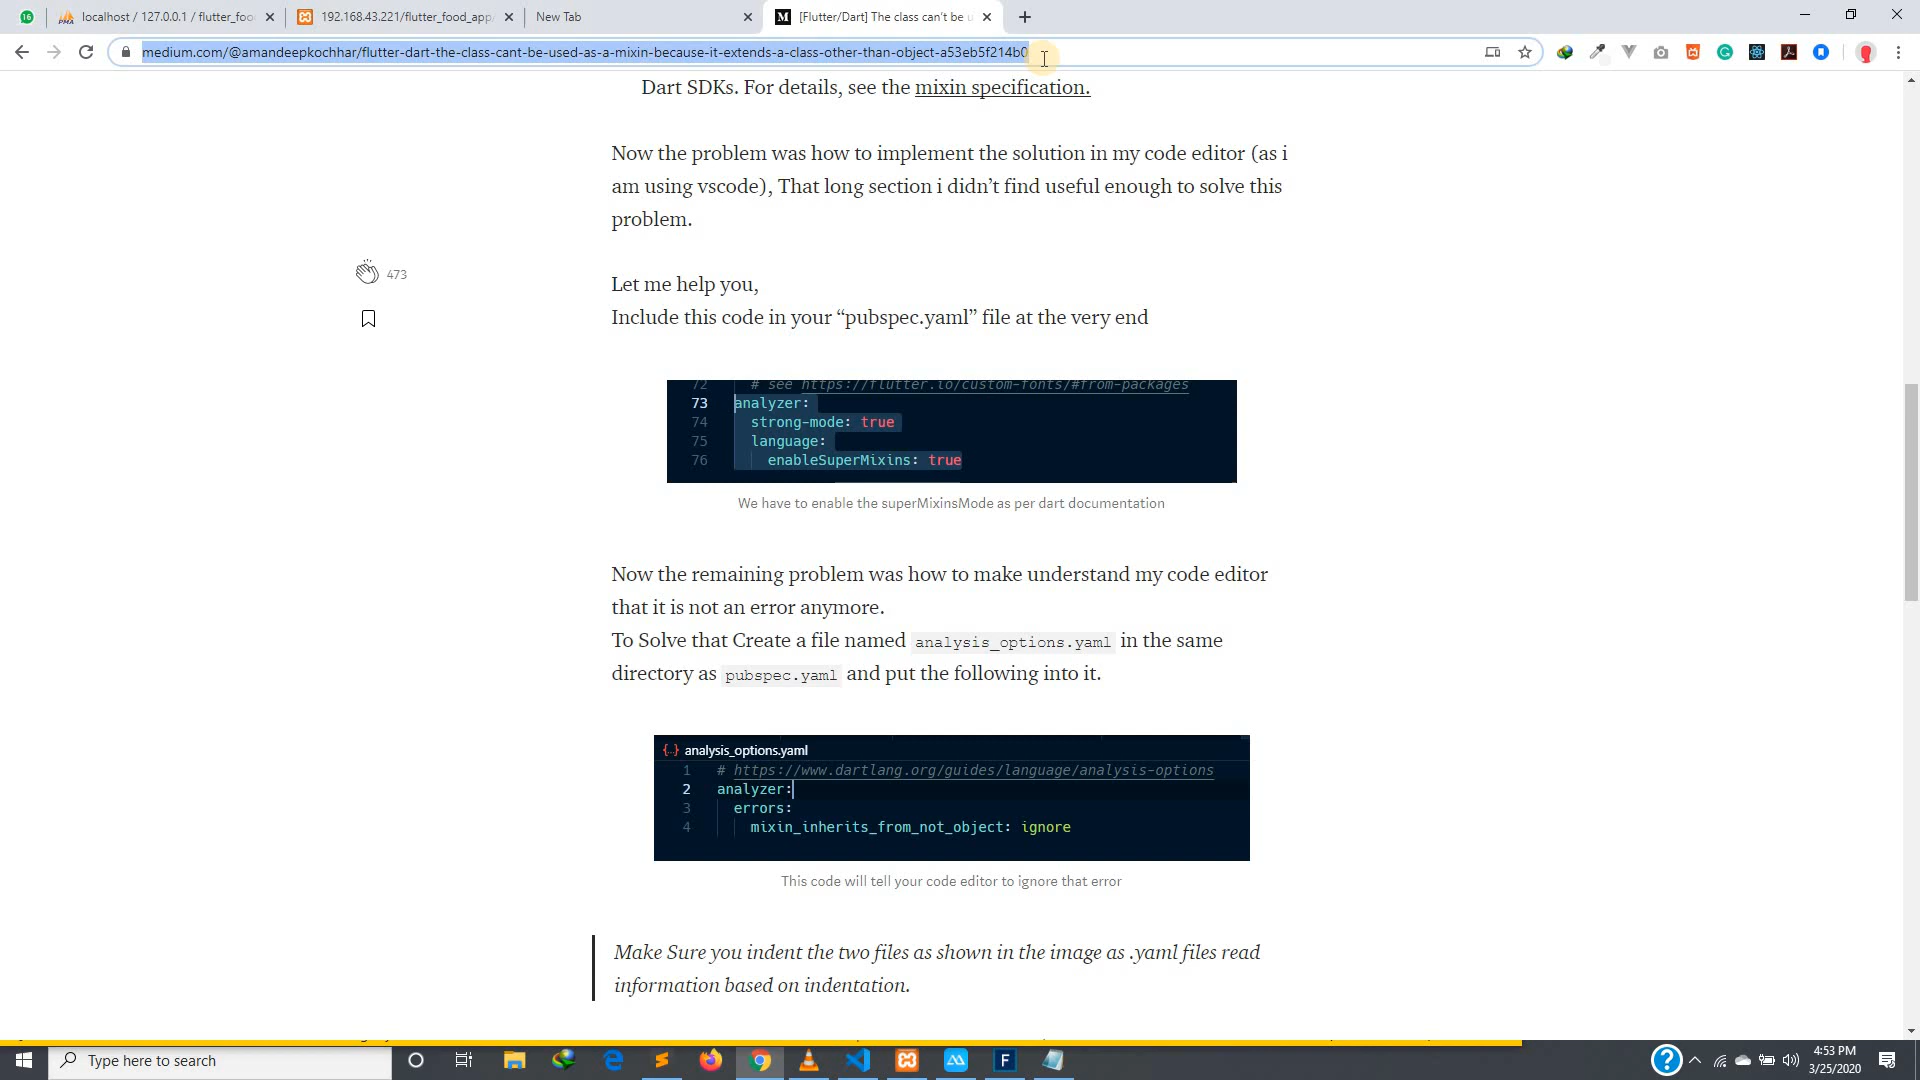 16
localhost / 127.0.0.1 / flutter_foo
192.168.43.221/flutter_food_app
New Tab
[Flutter/Dart] The class can't be u
medium.com/@amandeepkochhar/flutter-dart-the-class-cant-be-used-as-a-mixin-because-it-extends-a-class-other-than-object-a53eb5f214b0
Dart SDKs. For details, see the mixin specification.
Now the problem was how to implement the solution in my code editor (as i
am using vscode), That long section i didn’t find useful enough to solve this
problem.
473
Let me help you,
Include this code in your “pubspec.yaml” file at the very end
72 # see https://flutter.io/custom-fonts/#from-packages
73 analyzer:
74 strong-mode: true
75 language:
76 enableSuperMixins: true
We have to enable the superMixinsMode as per dart documentation
Now the remaining problem was how to make understand my code editor
that it is not an error anymore.
To Solve that Create a file named analysis_options.yaml in the same
directory as pubspec.yaml and put the following into it.
{..} analysis_options.yaml
1 # https://www.dartlang.org/guides/language/analysis-options
2 analyzer:
3 errors:
4 mixin_inherits_from_not_object: ignore
This code will tell your code editor to ignore that error
Make Sure you indent the two files as shown in the image as .yaml files read
information based on indentation.
Type here to search
4:53 PM
3/25/2020